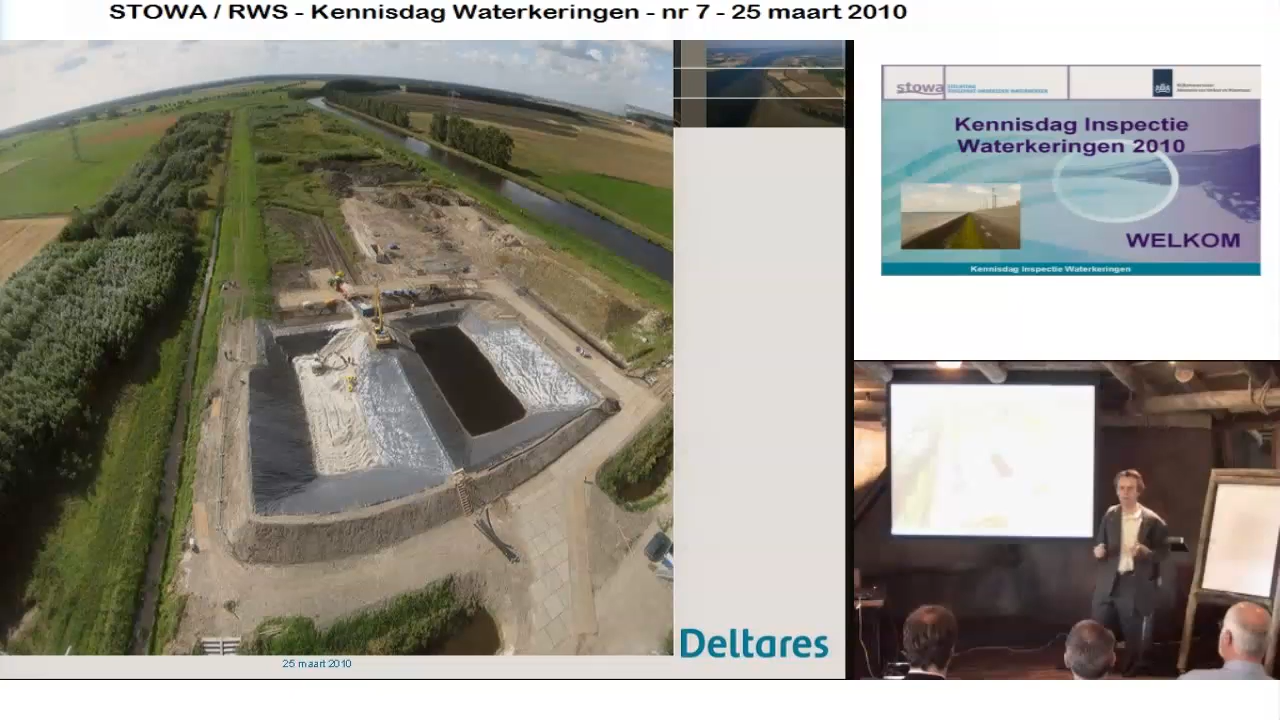 STOWA / RWS - Kennisdag Waterkeringen - nr 7 - 25 maart 2010
stowa
Kennisdag Inspectie
Waterkeringen 2010
WELKOM
Kennisdag Inspectie Waterkeringen
Deltares
25 maart 2010